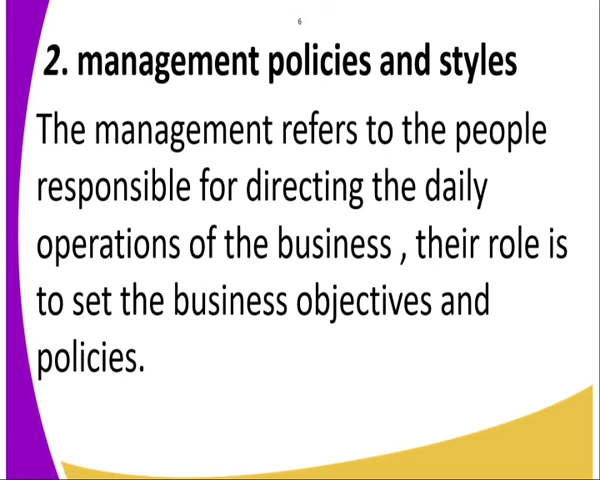 6
2. management policies and styles
The management refers to the people
responsible for directing the daily
operations of the business , their role is
to set the business objectives and
policies.